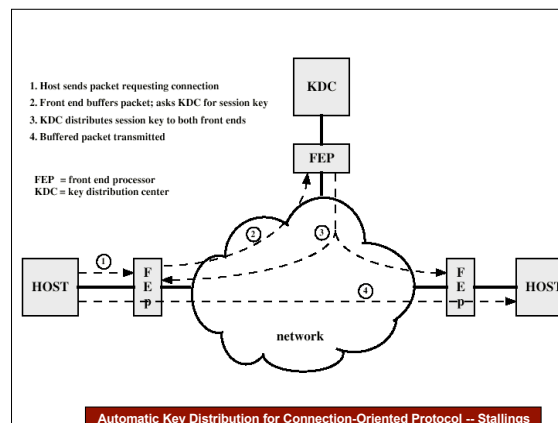 1. Host sends packet requesting connection
2. Front end buffers packet; asks KDC for session key
3. KDC distributes session key to both front ends
4. Buffered packet transmitted
FEP = front end processor
KDC = key distribution center
KDC
FEP
2
3
1
HOST
F
E
p
F
E
p
HOST
4
network
Automatic Key Distribution for Connection-Oriented Protocol -- Stallings